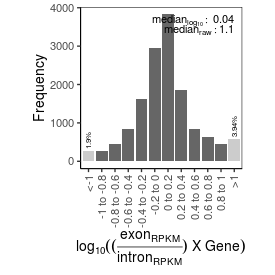 median_log10 : 0.04
median_raw : 1.1
Frequency
4000
3000
2000
1000
0
1.9%
3.94%
<-1
-1 to -0.8
-0.8 to -0.6
-0.6 to -0.4
-0.4 to -0.2
-0.2 to 0
0 to 0.2
0.2 to 0.4
0.4 to 0.6
0.6 to 0.8
0.8 to 1
>1
log10((exonRPKM/intronRPKM) X Gene)